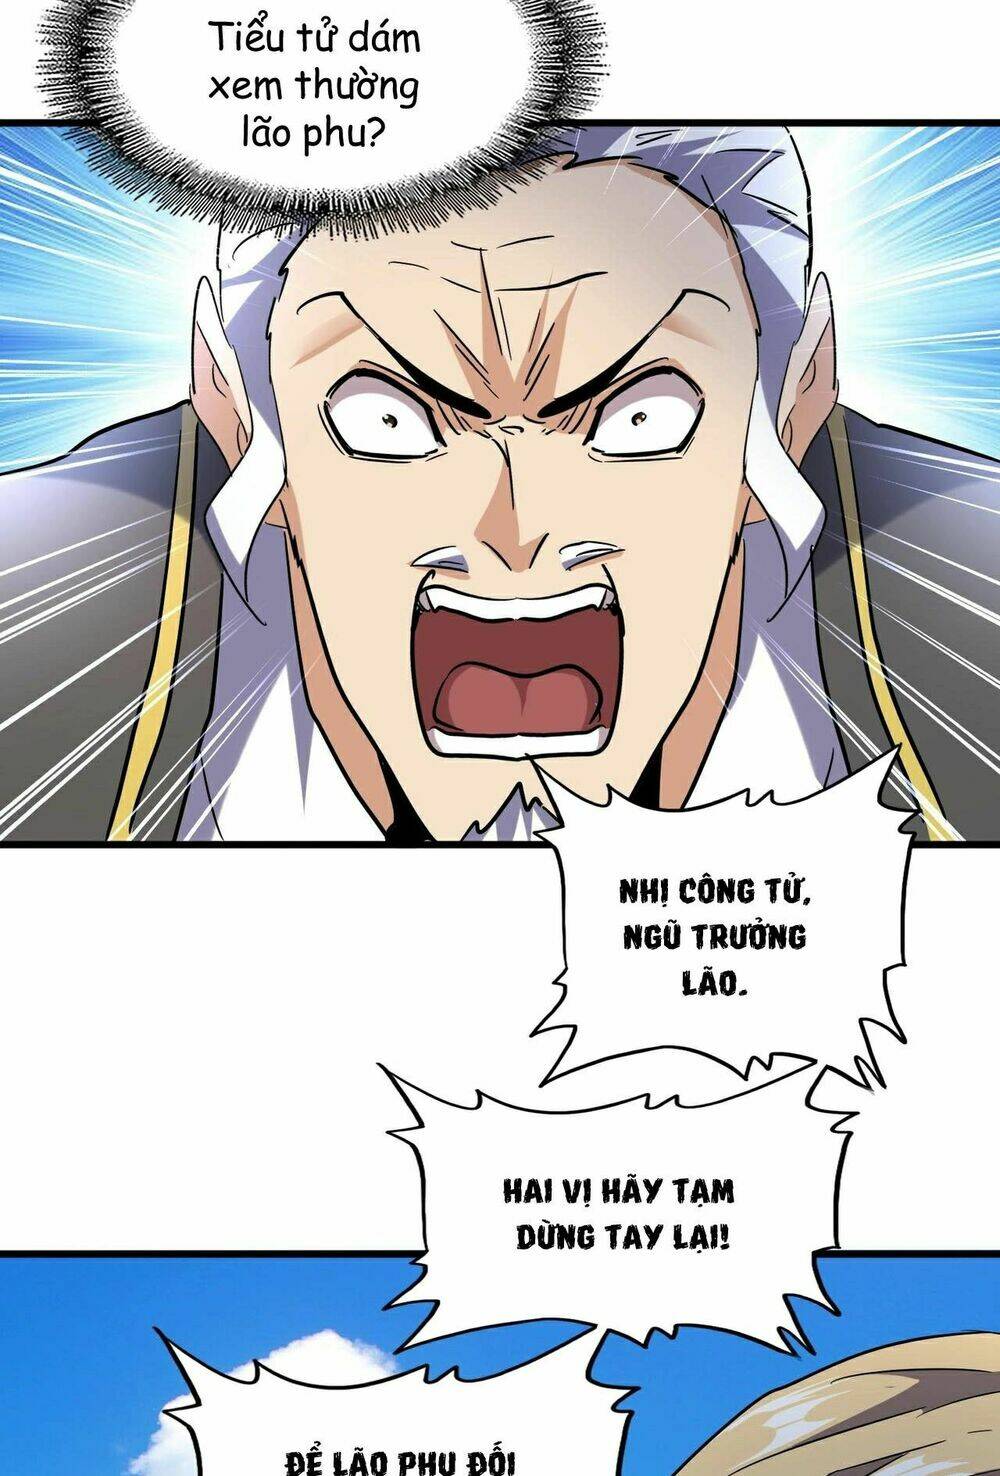 Tiểu tử dám
xem thường
lão phu?
NHỊ CÔNG TỬ,
NGŨ TRƯỞNG
LÃO.
HAI VỊ HÃY TẠM
DỪNG TAY LẠI!
ĐỂ LÃO PHU ĐỐI